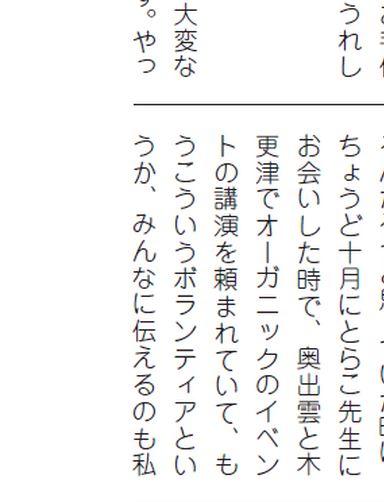 うれし
大変な
。やっ
ちょうど十月にとらこ先生に
お会いした時で、奥出雲と木
更津でオーガニックのイベン
トの講演を頼まれていて、も
うこういうボランティアとい
うか、みんなに伝えるのも私